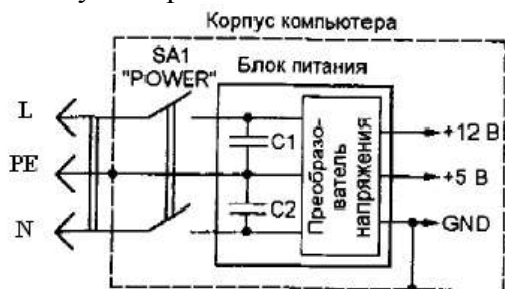 Корпус компьютера
SA1
"POWER"
Блок питания
L
PE
N
C1
C2
Преобразо-
ватель
напряжения
+12 В
+5 В
GND